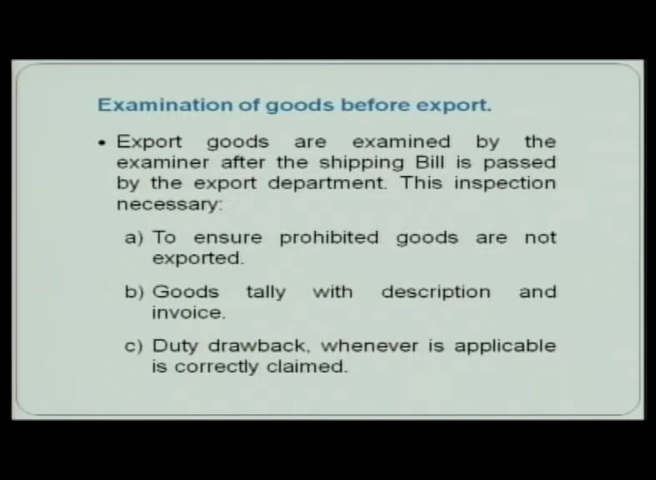 Examination of goods before export.
• Export goods are examined by the
examiner after the shipping Bill is passed
by the export department. This inspection
necessary:
a) To ensure prohibited goods are not
exported.
b) Goods tally with description and
invoice.
c) Duty drawback, whenever is applicable
is correctly claimed.